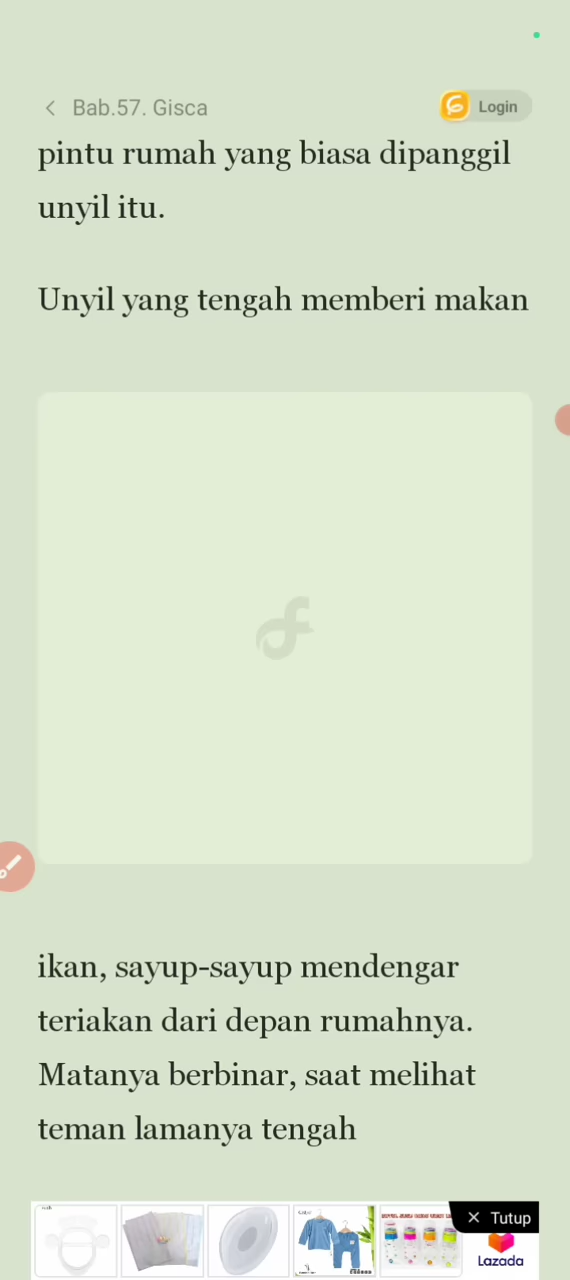 Bab.57. Gisca
Login
pintu rumah yang biasa dipanggil
unyil itu.
Unyil yang tengah memberi makan
ikan, sayup-sayup mendengar
teriakan dari depan rumahnya.
Matanya berbinar, saat melihat
teman lamanya tengah
Tutup
Lazada